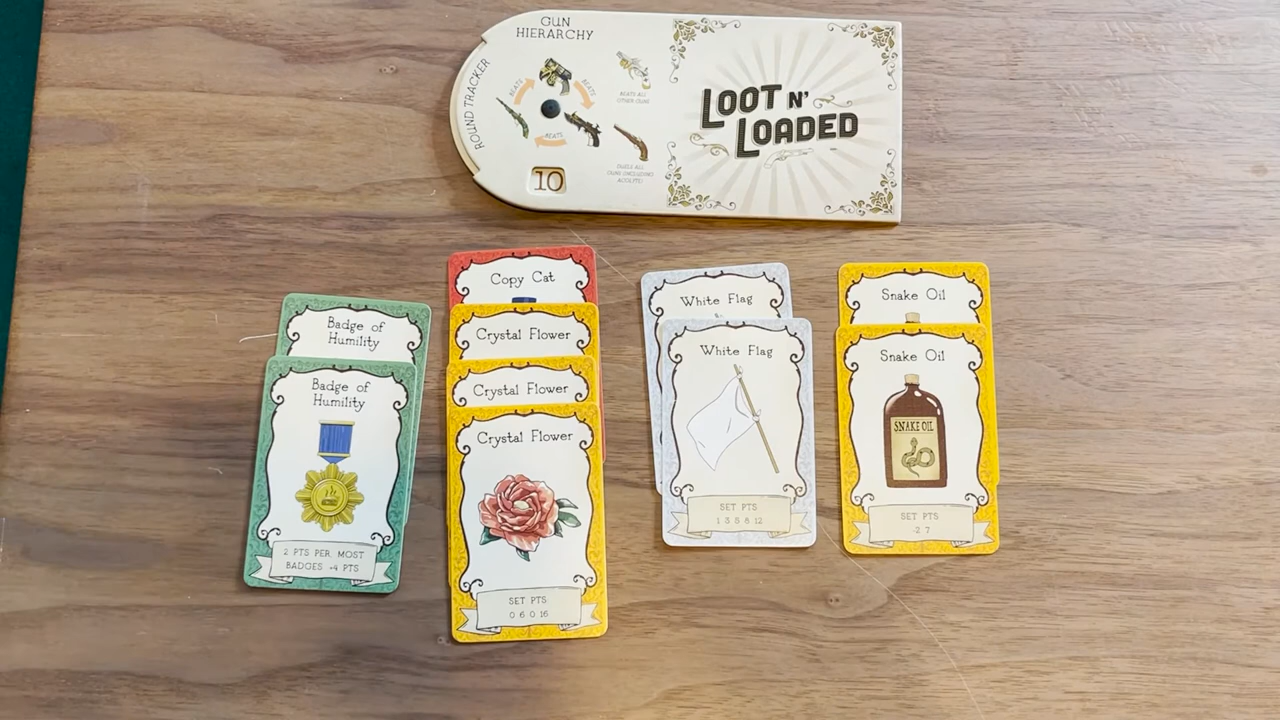 GUN
HIERARCHY
ROUND TRACKER
BEATS
BEATS
BEATS
BEATS ALL
OTHER GUNS
DUELS ALL
GUNS (INCLUDING
ACOLYTE)
10
LOOT N'
LOADED
Badge of
Humility
Badge of
Humility
2 PTS PER. MOST
BADGES +4 PTS
Copy Cat
Crystal Flower
Crystal Flower
Crystal Flower
SET PTS
0 6 0 16
White Flag
White Flag
SET PTS
1 3 5 8 12
Snake Oil
Snake Oil
SNAKE OIL
SET PTS
-2 7